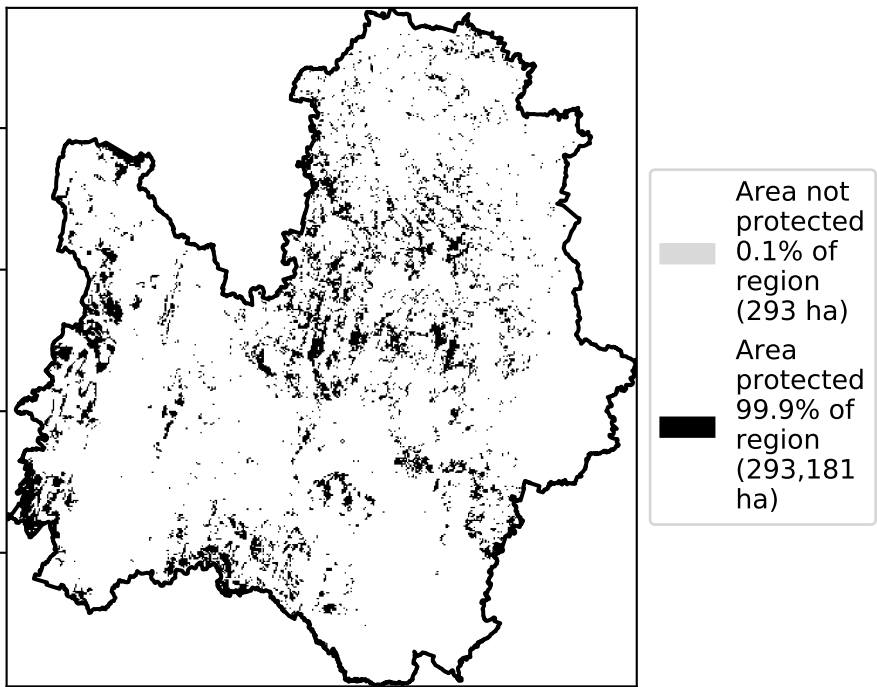 Area not
protected
0.1% of
region
(293 ha)
Area
protected
99.9% of
region
(293,181
ha)